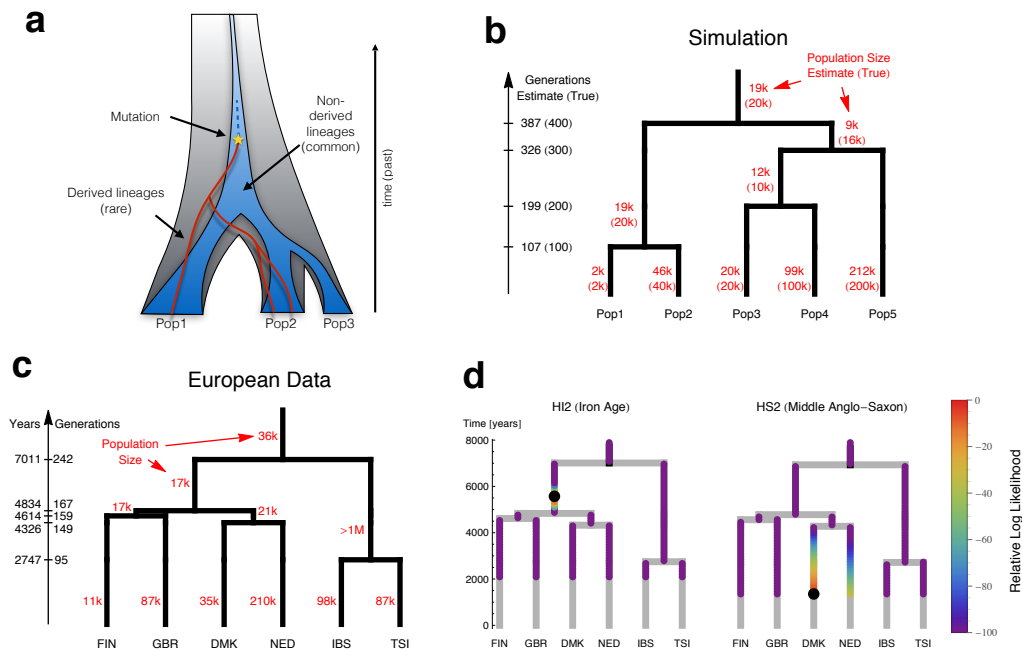 a
Mutation
Non-
derived
lineages
(common)
Derived lineages
(rare)
time (past)
Pop1
Pop2
Pop3
b
Simulation
Generations
Estimate (True)
Population Size
Estimate (True)
19k
(20k)
387 (400)
9k
(16k)
326 (300)
12k
(10k)
199 (200)
19k
(20k)
107 (100)
2k
(2k)
46k
(40k)
20k
(20k)
99k
(100k)
212k
(200k)
Pop1
Pop2
Pop3
Pop4
Pop5
c
European Data
Years
Generations
Population
Size
36k
7011
242
17k
4834
167
17k
21k
4614
159
4326
149
>1M
2747
95
11k
87k
35k
210k
98k
87k
FIN
GBR
DMK
NED
IBS
TSI
d
HI2 (Iron Age)
HS2 (Middle Anglo-Saxon)
Time [years]
8000
6000
4000
2000
0
FIN
GBR
DMK
NED
IBS
TSI
FIN
GBR
DMK
NED
IBS
TSI
0
-20
-40
-60
-80
-100
Relative Log Likelihood